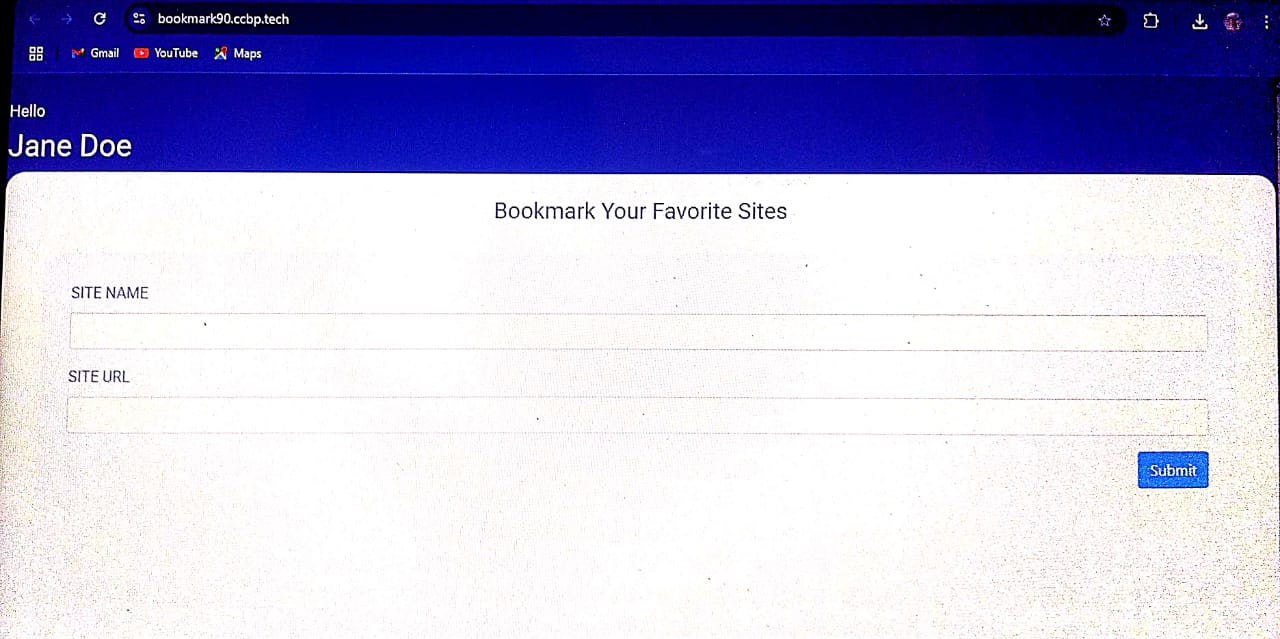 bookmark90.ccbp.tech
Gmail YouTube Maps
Hello
Jane Doe
Bookmark Your Favorite Sites
SITE NAME
SITE URL
Submit